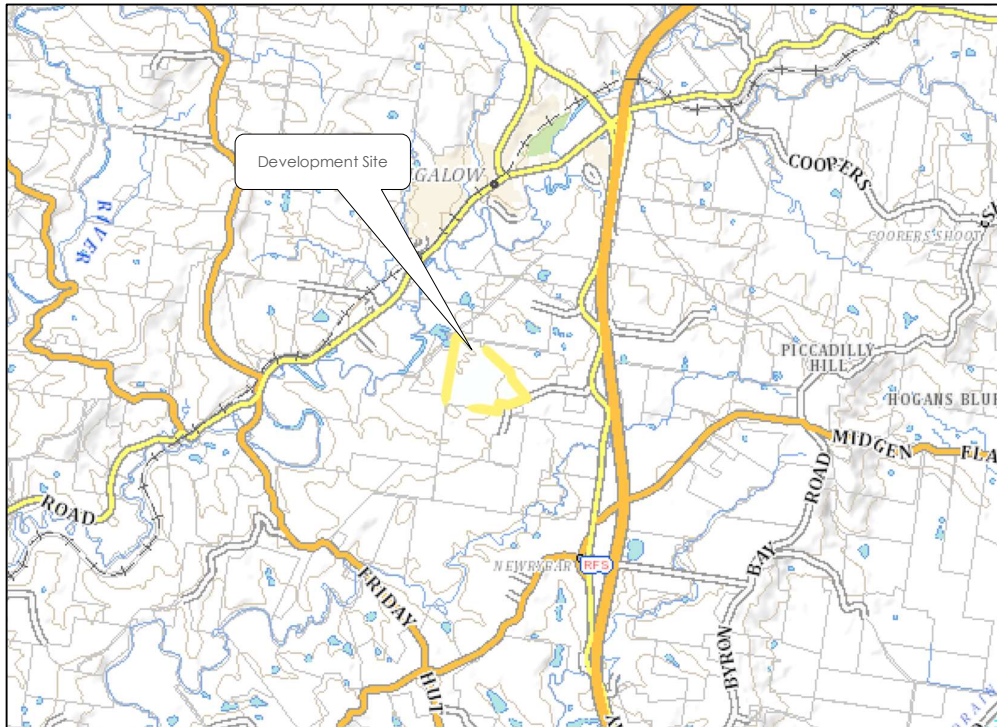 Development Site
GALOW
RIVER
COOPERS
COOPERS SHOOT
PICCADILLY
HILL
HOGANS BLUF
MIDGEN
FLA
ROAD
ROAD
BAY
BYRON
NEWRYBAR
RFS
FRIDAY
HUT